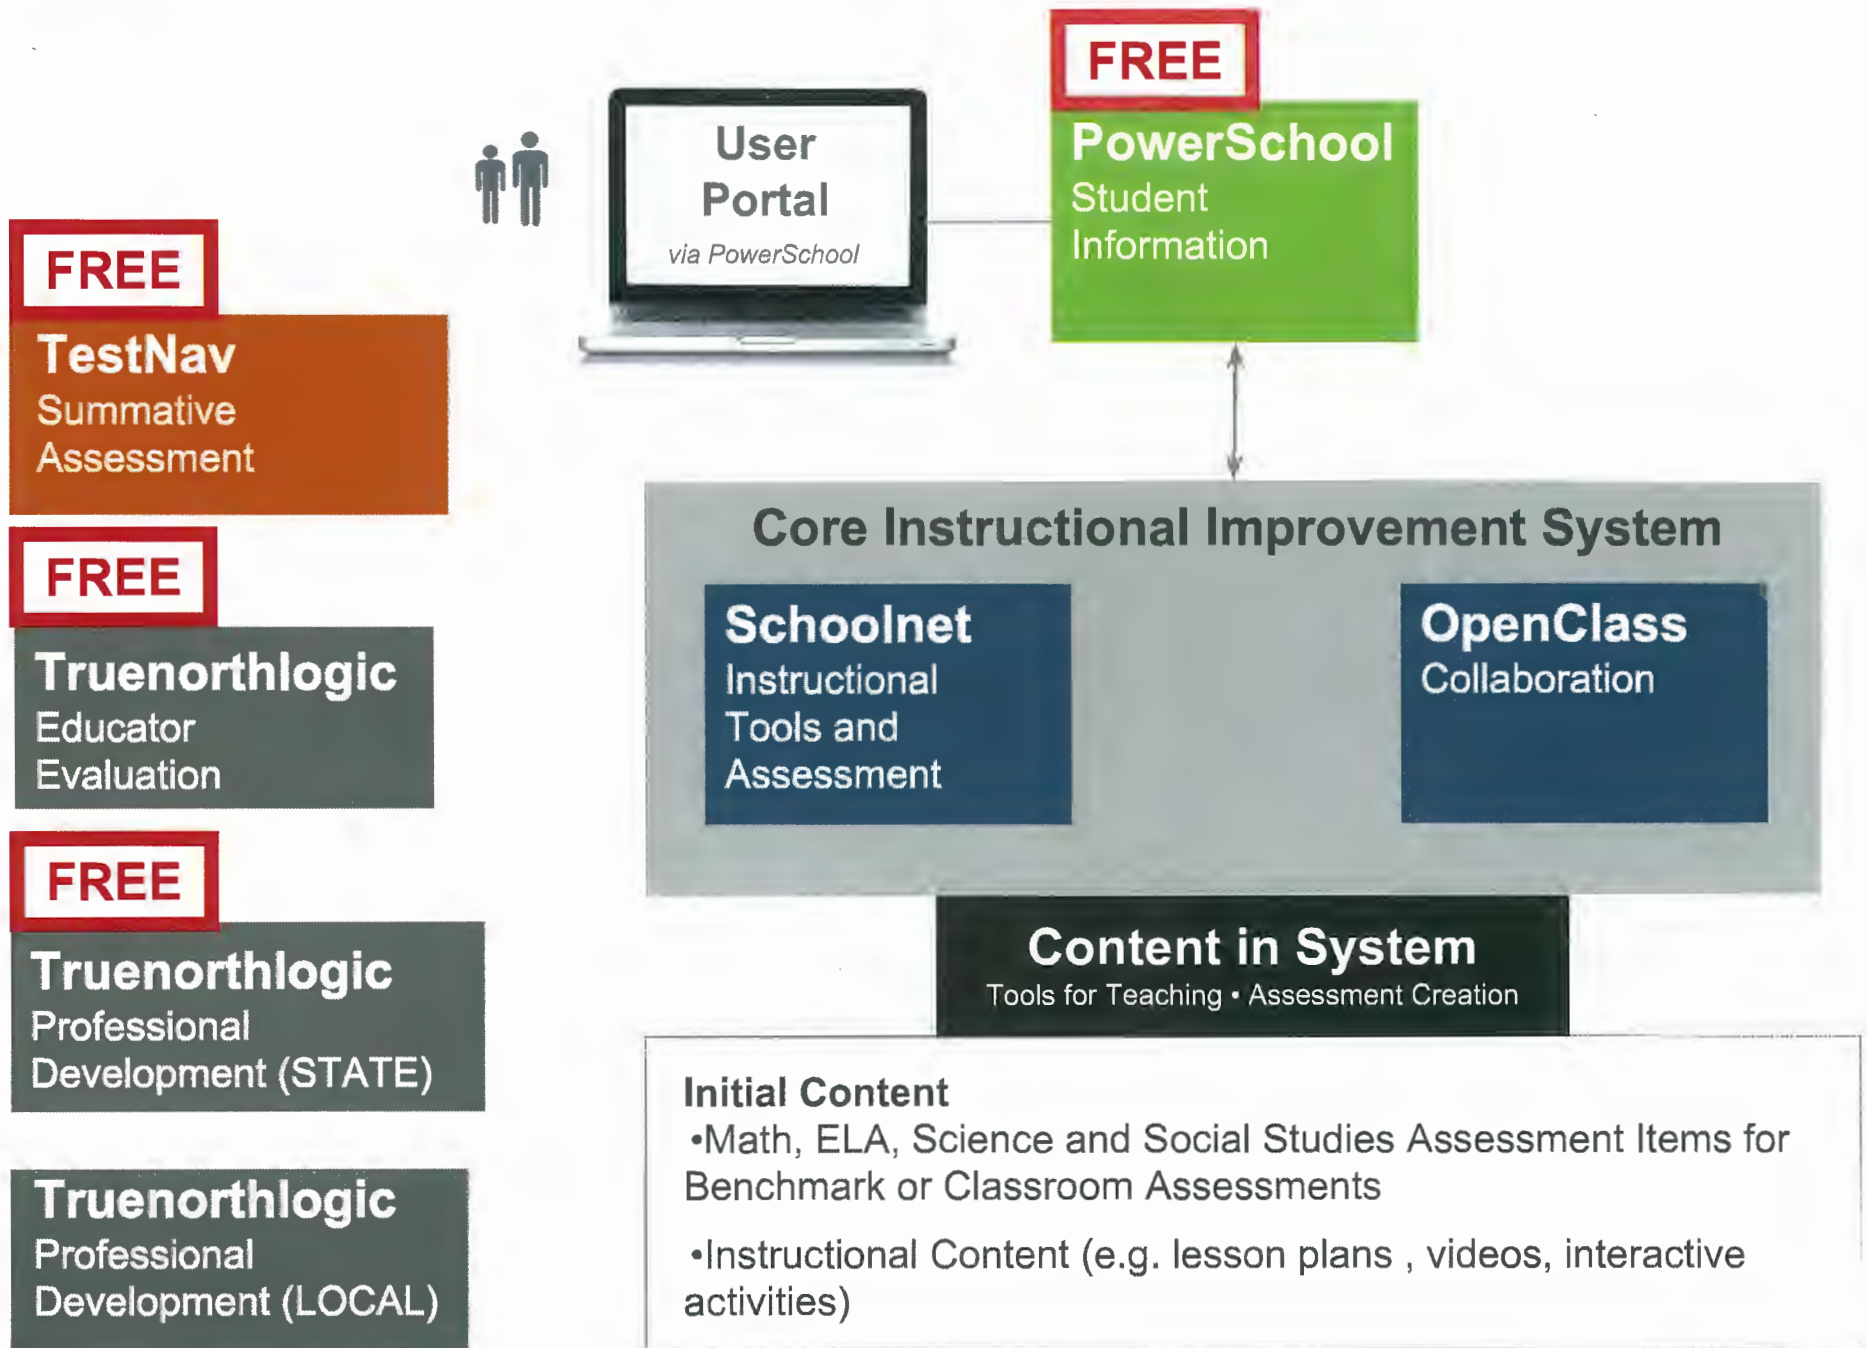 FREE
PowerSchool
Student
Information
User
Portal
via PowerSchool
FREE
TestNav
Summative
Assessment
FREE
Truenorthlogic
Educator
Evaluation
FREE
Truenorthlogic
Professional
Development (STATE)
Truenorthlogic
Professional
Development (LOCAL)
Core Instructional Improvement System
Schoolnet
Instructional
Tools and
Assessment
OpenClass
Collaboration
Content in System
Tools for Teaching • Assessment Creation
Initial Content
•Math, ELA, Science and Social Studies Assessment Items for
Benchmark or Classroom Assessments
•Instructional Content (e.g. lesson plans , videos, interactive
activities)